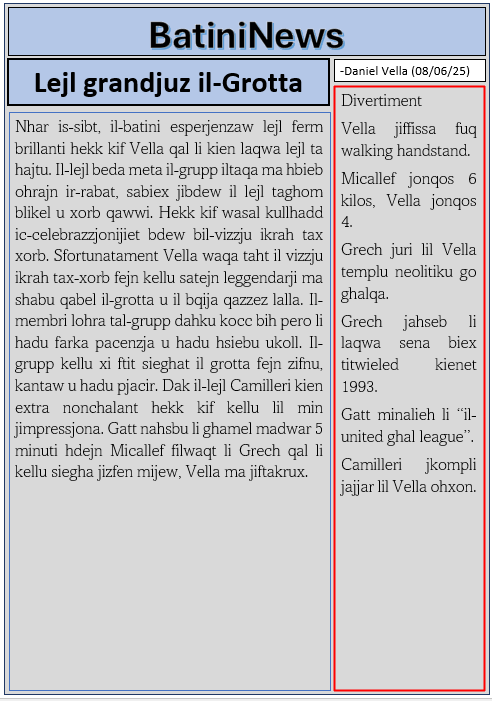 BatiniNews
Lejl grandjuz il-Grotta
-Daniel Vella (08/06/25)
Nhar is-sibt, il-batini esperjenzaw lejl ferm
brillanti hekk kif Vella qal li kien laqwa lejl ta
hajtu. Il-lejl beda meta il-grupp iltaqa ma hbieb
ohrajn ir-rabat, sabiex jibdew il lejl taghom
blikel u xorb qawwi. Hekk kif wasal kullhadd
ic-celebrazzjonijiet bdew bil-vizzju ikrah tax
xorb. Sfortunatament Vella waqa taht il vizzju
ikrah tax-xorb fejn kellu satejn leggendarji ma
shabu qabel il-grotta u il bqija qazzez lalla. Il-
membri lohra tal-grupp dahku kocc bih pero li
hadu farka pacenzja u hadu hsiebu ukoll. Il-
grupp kellu xi ftit sieghat il grotta fejn zifnu,
kantaw u hadu pjacir. Dak il-lejl Camilleri kien
extra nonchalant hekk kif kellu lil min
jimpressjona. Gatt nahsbu li ghamel madwar 5
minuti hdejn Micallef filwaqt li Grech qal li
kellu siegha jizfen mijew, Vella ma jiftakrux.
Divertiment
Vella jiffissa fuq
walking handstand.
Micallef jonqos 6
kilos, Vella jonqos
4.
Grech juri lil Vella
templu neolitiku go
ghalqa.
Grech jahseb li
laqwa sena biex
titwieled kienet
1993.
Gatt minalieh li “il-
united ghal league”.
Camilleri jkompli
jajjar lil Vella ohxon.